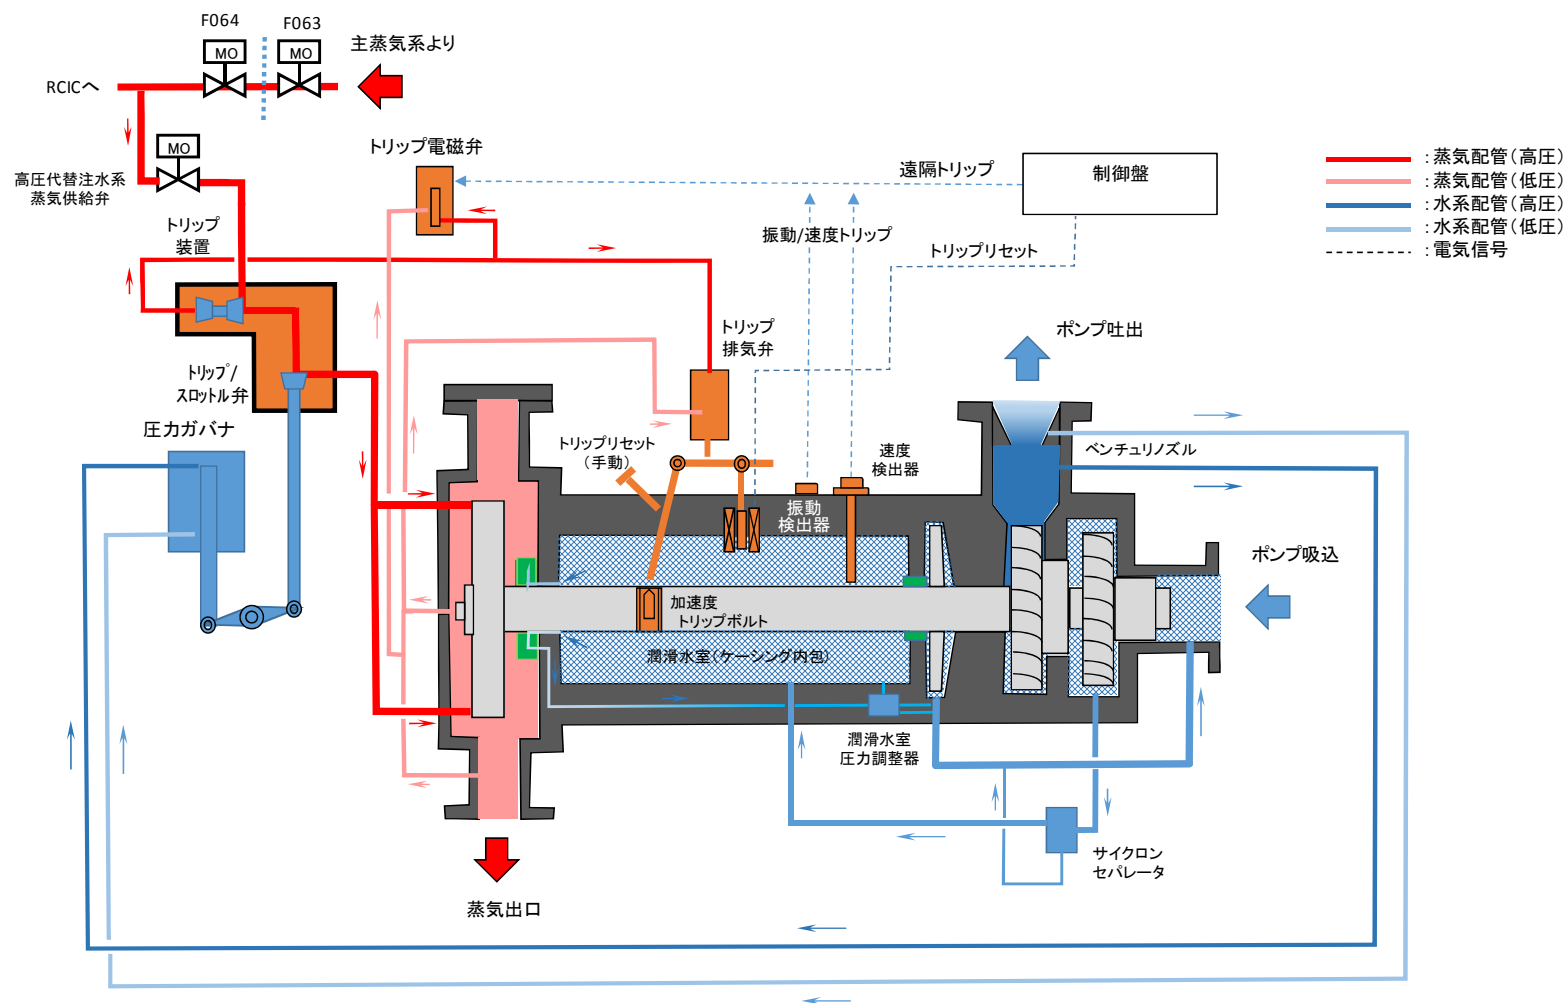 F064
F063
MO
MO
主蒸気系より
RCICへ
MO
高圧代替注水系
蒸気供給弁
トリップ電磁弁
遠隔トリップ
制御盤
：蒸気配管（高圧）
：蒸気配管（低圧）
：水系配管（高圧）
：水系配管（低圧）
：電気信号
トリップ
装置
振動/速度トリップ
トリップリセット
トリップ
排気弁
ポンプ吐出
トリップ/
スロットル弁
圧力ガバナ
トリップリセット
（手動）
速度
検出器
ベンチュリノズル
振動
検出器
ポンプ吸込
加速度
トリップボルト
潤滑水室（ケーシング内包）
潤滑水室
圧力調整器
サイクロン
セパレータ
蒸気出口